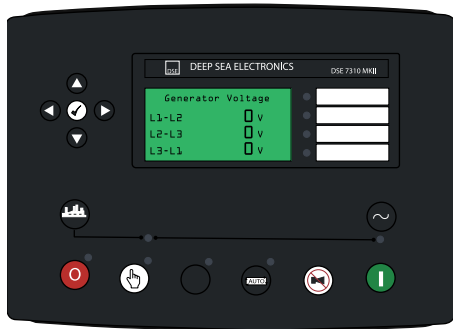 DSE DEEP SEA ELECTRONICS DSE 7310 MKII
Generator Voltage
L1-L2 0 V
L2-L3 0 V
L3-L1 0 V
O AUTO I